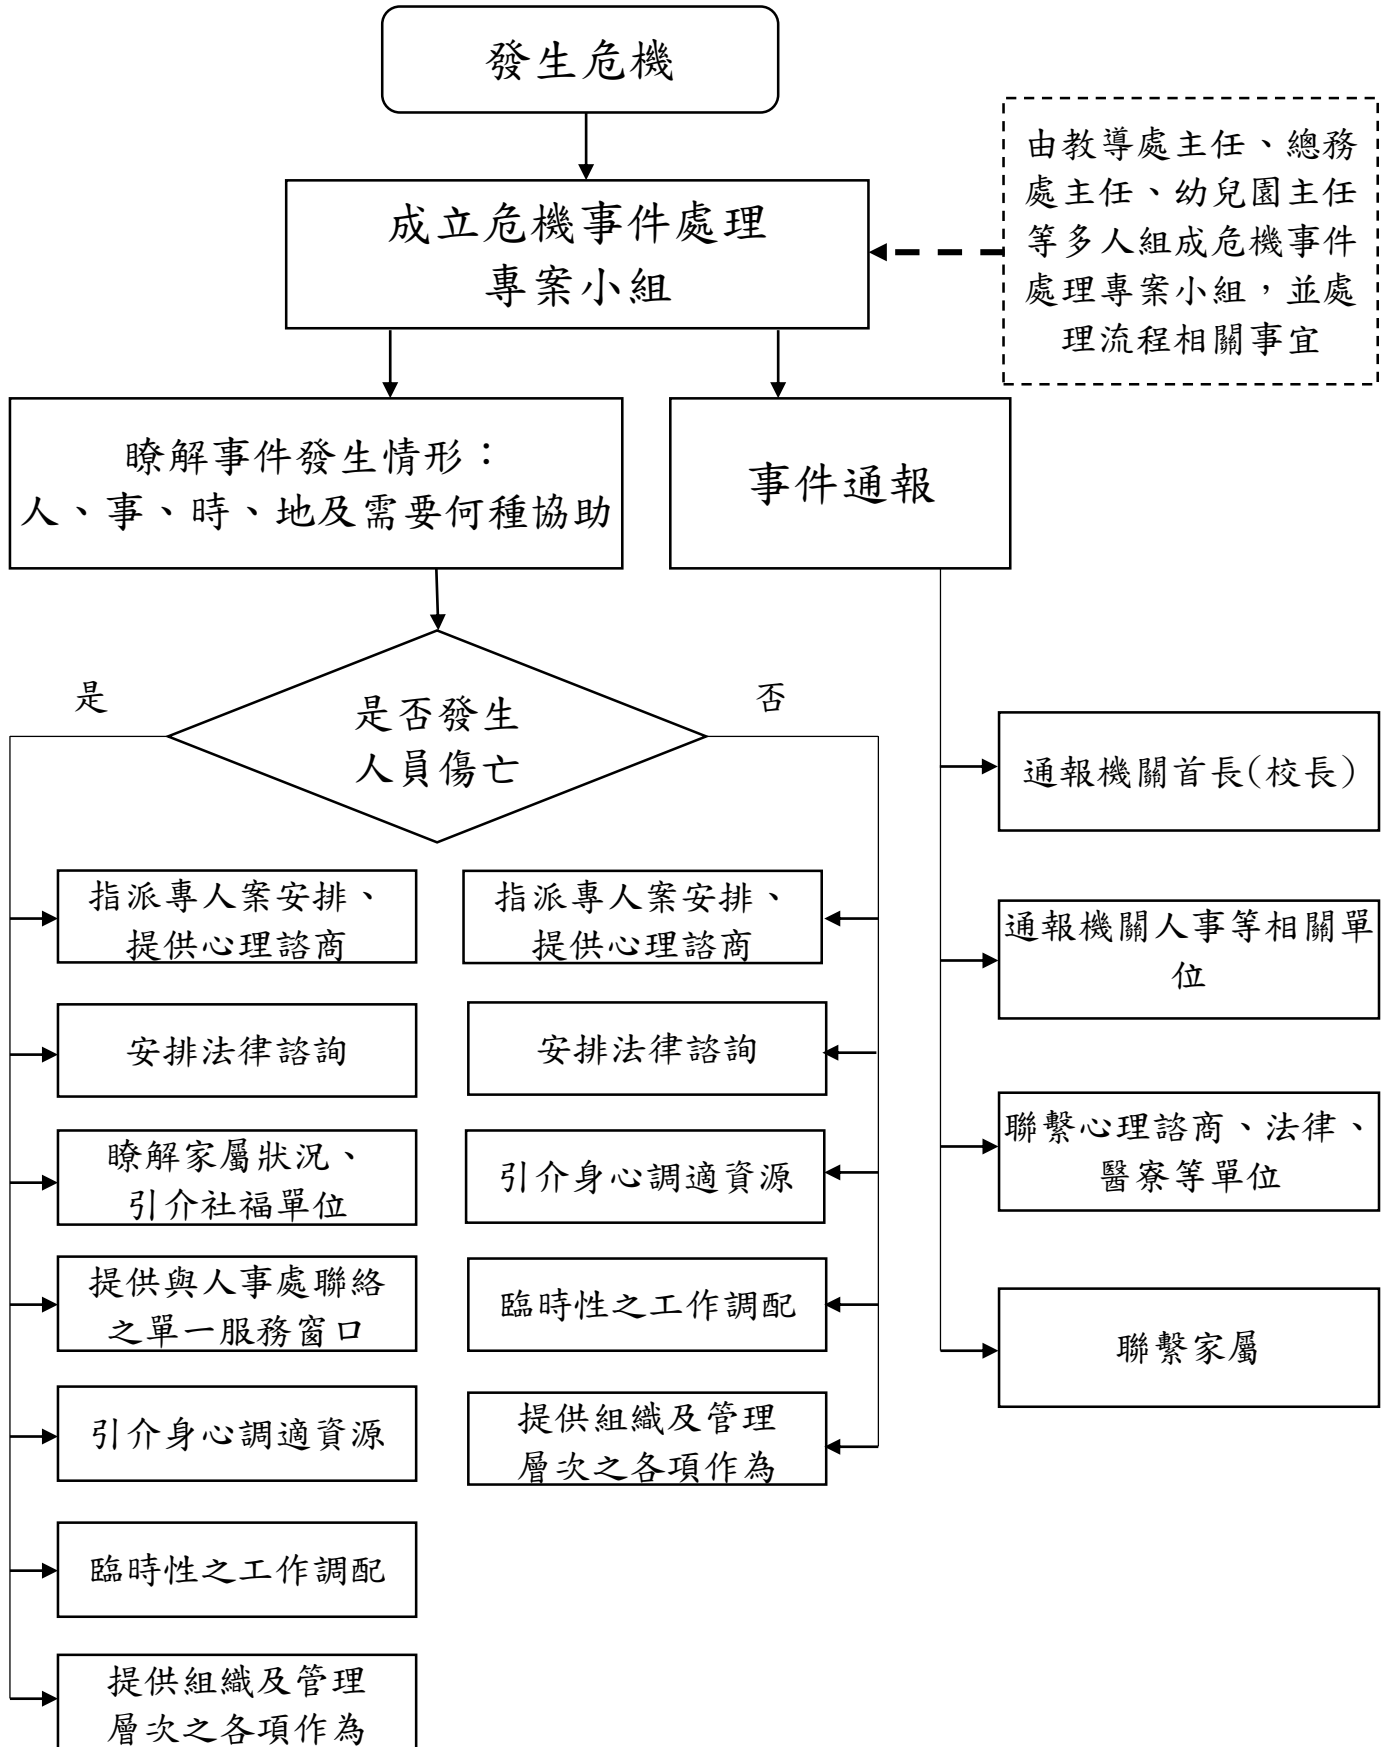 發生危機
成立危機事件處理
專案小組
由教導處主任、總務
處主任、幼兒園主任
等多人組成危機事件
處理專案小組，並處
理流程相關事宜
瞭解事件發生情形：
人、事、時、地及需要何種協助
事件通報
是否發生
人員傷亡
是
否
指派專人案安排、
提供心理諮商
安排法律諮詢
瞭解家屬狀況、
引介社福單位
提供與人事處聯絡
之單一服務窗口
引介身心調適資源
臨時性之工作調配
提供組織及管理
層次之各項作為
指派專人案安排、
提供心理諮商
安排法律諮詢
引介身心調適資源
臨時性之工作調配
提供組織及管理
層次之各項作為
通報機關首長(校長)
通報機關人事等相關單
位
聯繫心理諮商、法律、
醫寮等單位
聯繫家屬